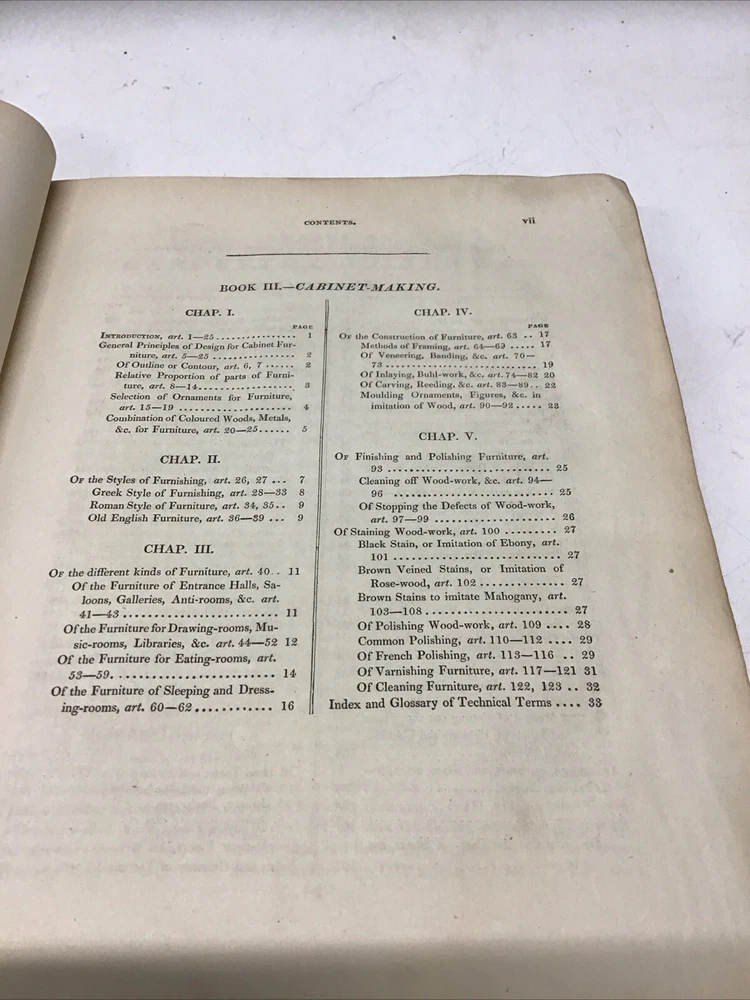 CONTENTS.
vii
BOOK III.—CABINET-MAKING.
CHAP. I.
PAGE
INTRODUCTION, art. 1—25 ................ 1
General Principles of Design for Cabinet Fur-
niture, art. 5—25 ................ 2
Of Outline or Contour, art. 6, 7 ...... 2
Relative Proportion of parts of Furni-
ture, art. 8—14.................. 3
Selection of Ornaments for Furniture,
art. 15—19 .................... 4
Combination of Coloured Woods, Metals,
&c. for Furniture, art. 20—25...... 5
CHAP. II.
OF the Styles of Furnishing, art. 26, 27 ... 7
Greek Style of Furnishing, art. 28—33 8
Roman Style of Furniture, art. 34, 35.. 9
Old English Furniture, art. 36—39 ... 9
CHAP. III.
OF the different kinds of Furniture, art. 40.. 11
Of the Furniture of Entrance Halls, Sa-
loons, Galleries, Anti-rooms, &c. art.
41—43 ........................ 11
Of the Furniture for Drawing-rooms, Mu-
sic-rooms, Libraries, &c. art. 44—52 12
Of the Furniture for Eating-rooms, art.
53—59......................... 14
Of the Furniture of Sleeping and Dress-
ing-rooms, art. 60—62 ............ 16
CHAP. IV.
PAGE
OF the Construction of Furniture, art. 63 .. 17
Methods of Framing, art. 64—69 ..... 17
Of Veneering, Banding, &c. art. 70—
73 .............................. 19
Of Inlaying, Buhl-work, &c. art. 74—82 20
Of Carving, Reeding, &c. art. 83—89.. 22
Moulding Ornaments, Figures, &c. in
imitation of Wood, art. 90—92 ..... 23
CHAP. V.
OF Finishing and Polishing Furniture, art.
93 ............................ 25
Cleaning off Wood-work, &c. art. 94—
96 ........................... 25
Of Stopping the Defects of Wood-work,
art. 97—99 .................... 26
Of Staining Wood-work, art. 100 ......... 27
Black Stain, or Imitation of Ebony, art.
101 ............................ 27
Brown Veined Stains, or Imitation of
Rose-wood, art. 102 .............. 27
Brown Stains to imitate Mahogany, art.
103—108 ....................... 27
Of Polishing Wood-work, art. 109 .... 28
Common Polishing, art. 110—112 .... 29
Of French Polishing, art. 113—116 .. 29
Of Varnishing Furniture, art. 117—121 31
Of Cleaning Furniture, art. 122, 123 .. 32
Index and Glossary of Technical Terms .... 33